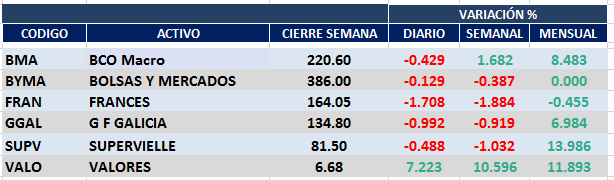 VARIACIÓN %
CODIGO ACTIVO CIERRE SEMANA DIARIO SEMANAL MENSUAL
BMA BCO Macro 220.60 -0.429 1.682 8.483
BYMA BOLSAS Y MERCADOS 386.00 -0.129 -0.387 0.000
FRAN FRANCES 164.05 -1.708 -1.884 -0.455
GGAL G F GALICIA 134.80 -0.992 -0.919 6.984
SUPV SUPERVIELLE 81.50 -0.488 -1.032 13.986
VALO VALORES 6.68 7.223 10.596 11.893